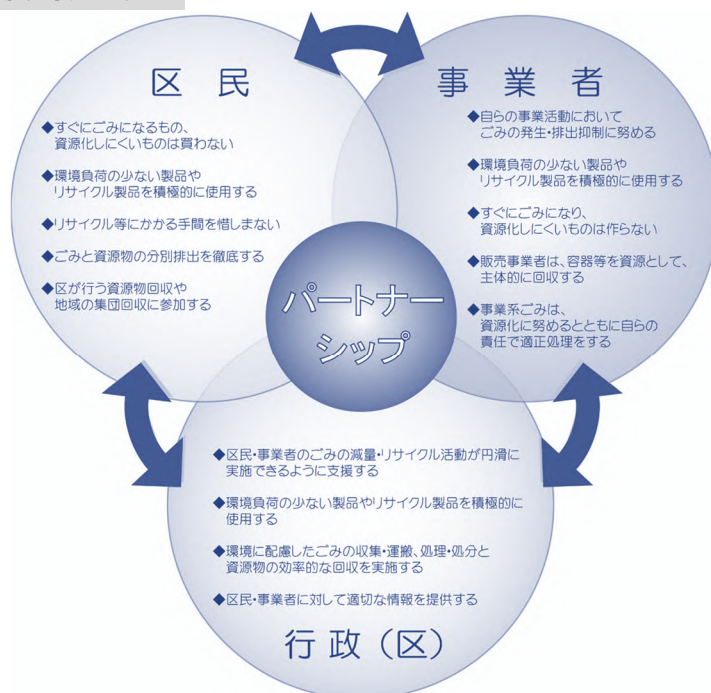 区民
◆すぐにごみになるもの、
資源化しにくいものは買わない
◆環境負荷の少ない製品や
リサイクル製品を積極的に使用する
◆リサイクル等にかかる手間を惜しまない
◆ごみと資源物の分別排出を徹底する
◆区が行う資源物回収や
地域の集団回収に参加する
事業者
◆自らの事業活動において
ごみの発生・排出抑制に努める
◆環境負荷の少ない製品や
リサイクル製品を積極的に使用する
◆すぐにごみになり、
資源化しにくいものは作らない
◆販売事業者は、容器等を資源として、
主体的に回収する
◆事業系ごみは、
資源化に努めるとともに自らの
責任で適正処理をする
パートナー
シップ
◆区民・事業者のごみの減量・リサイクル活動が円滑に
実施できるように支援する
◆環境負荷の少ない製品やリサイクル製品を積極的に
使用する
◆環境に配慮したごみの収集・運搬、処理・処分と
資源物の効率的な回収を実施する
◆区民・事業者に対して適切な情報を提供する
行政（区）